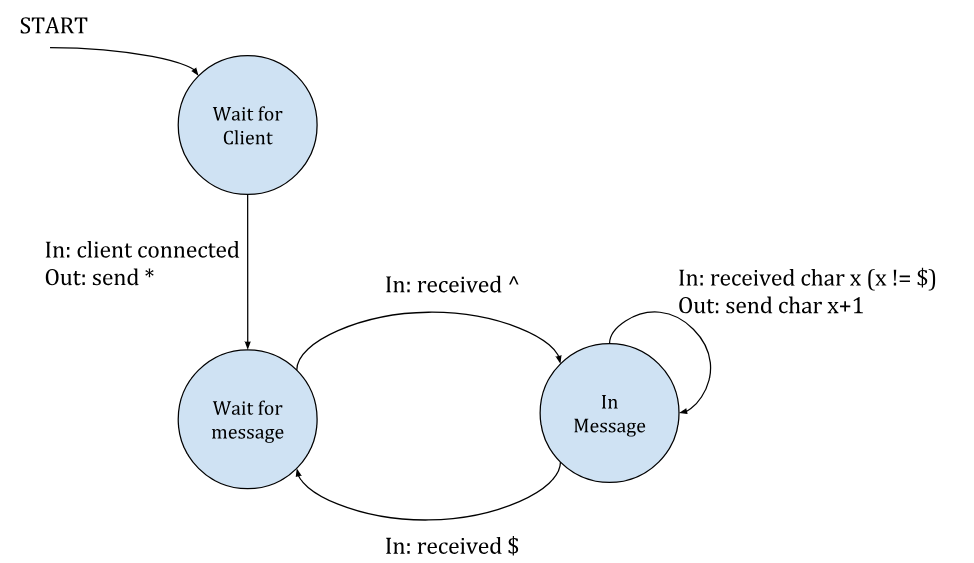 START
Wait for
Client
In: client connected
Out: send *
In: received ^
In: received char x (x != $)
Out: send char x+1
Wait for
message
In
Message
In: received $